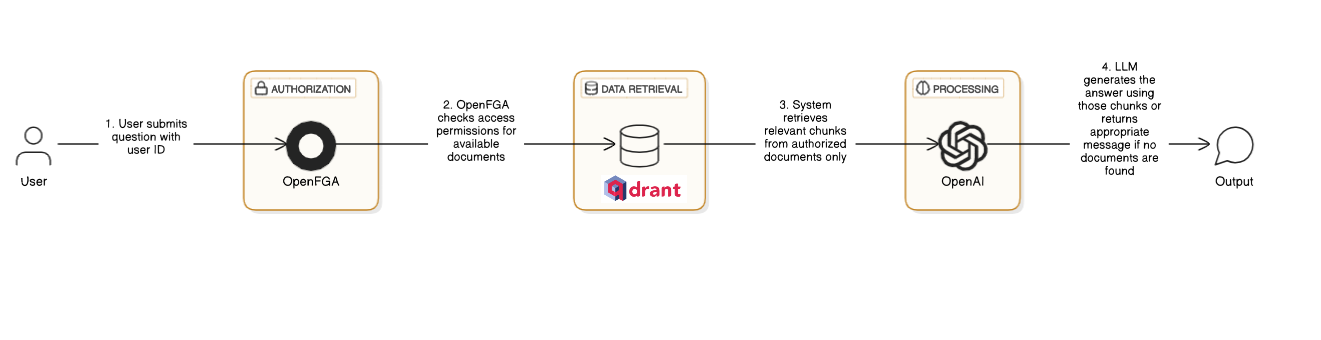 User
1. User submits
question with
user ID
AUTHORIZATION
OpenFGA
2. OpenFGA
checks access
permissions for
available
documents
DATA RETRIEVAL
qdrant
3. System
retrieves
relevant chunks
from authorized
documents only
PROCESSING
OpenAI
4. LLM
generates the
answer using
those chunks or
returns
appropriate
message if no
documents are
found
Output